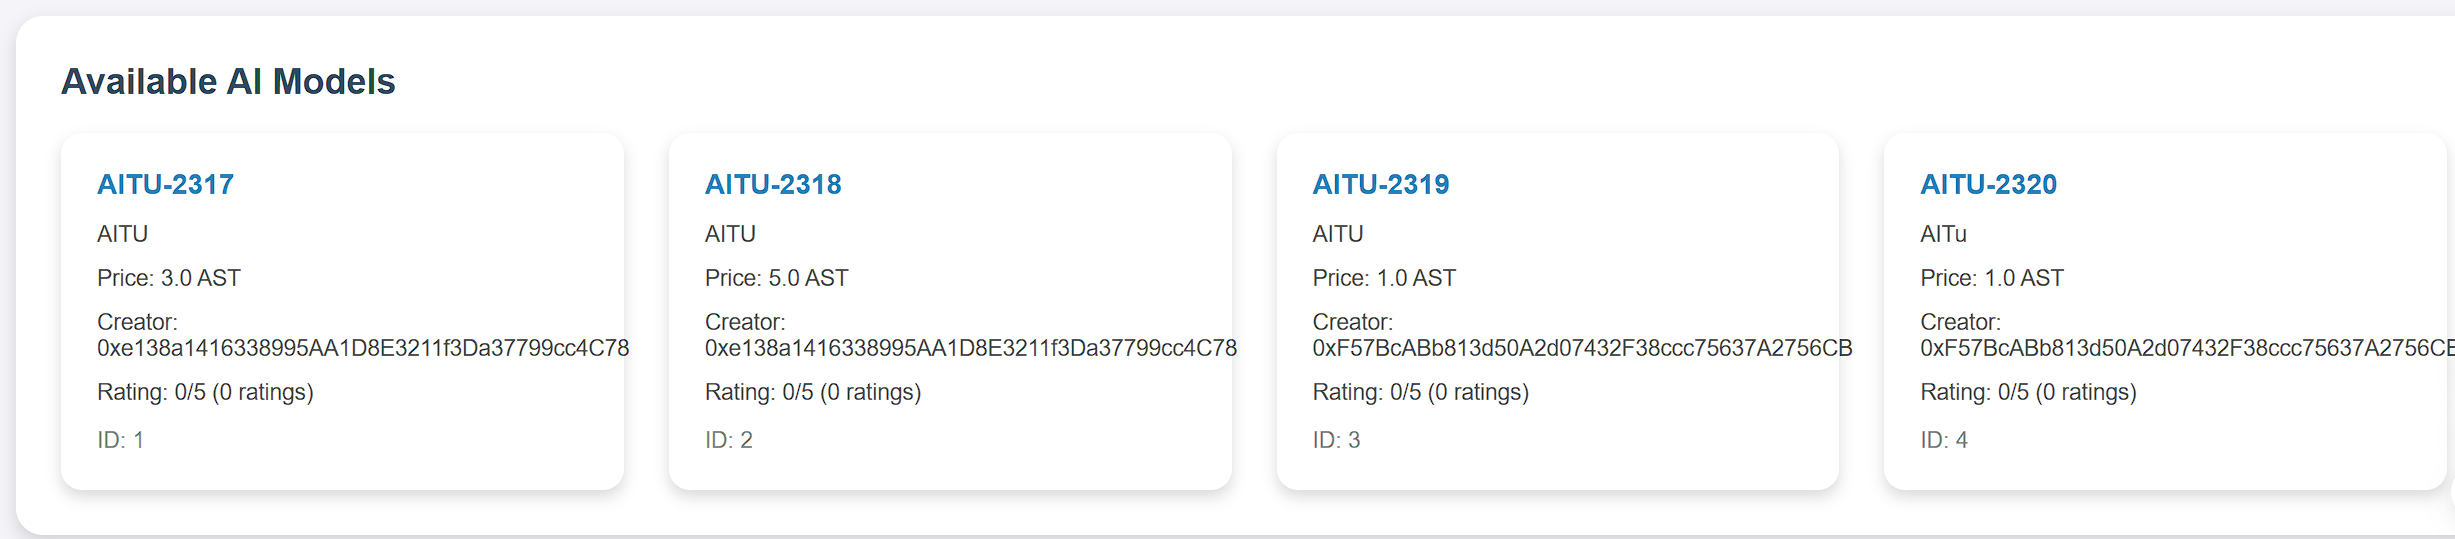 Available AI Models
AITU-2317
AITU
Price: 3.0 AST
Creator:
0xe138a1416338995AA1D8E3211f3Da37799cc4C78
Rating: 0/5 (0 ratings)
ID: 1
AITU-2318
AITU
Price: 5.0 AST
Creator:
0xe138a1416338995AA1D8E3211f3Da37799cc4C78
Rating: 0/5 (0 ratings)
ID: 2
AITU-2319
AITU
Price: 1.0 AST
Creator:
0xF57BcABb813d50A2d07432F38ccc75637A2756CB
Rating: 0/5 (0 ratings)
ID: 3
AITU-2320
AITu
Price: 1.0 AST
Creator:
0xF57BcABb813d50A2d07432F38ccc75637A2756C
Rating: 0/5 (0 ratings)
ID: 4